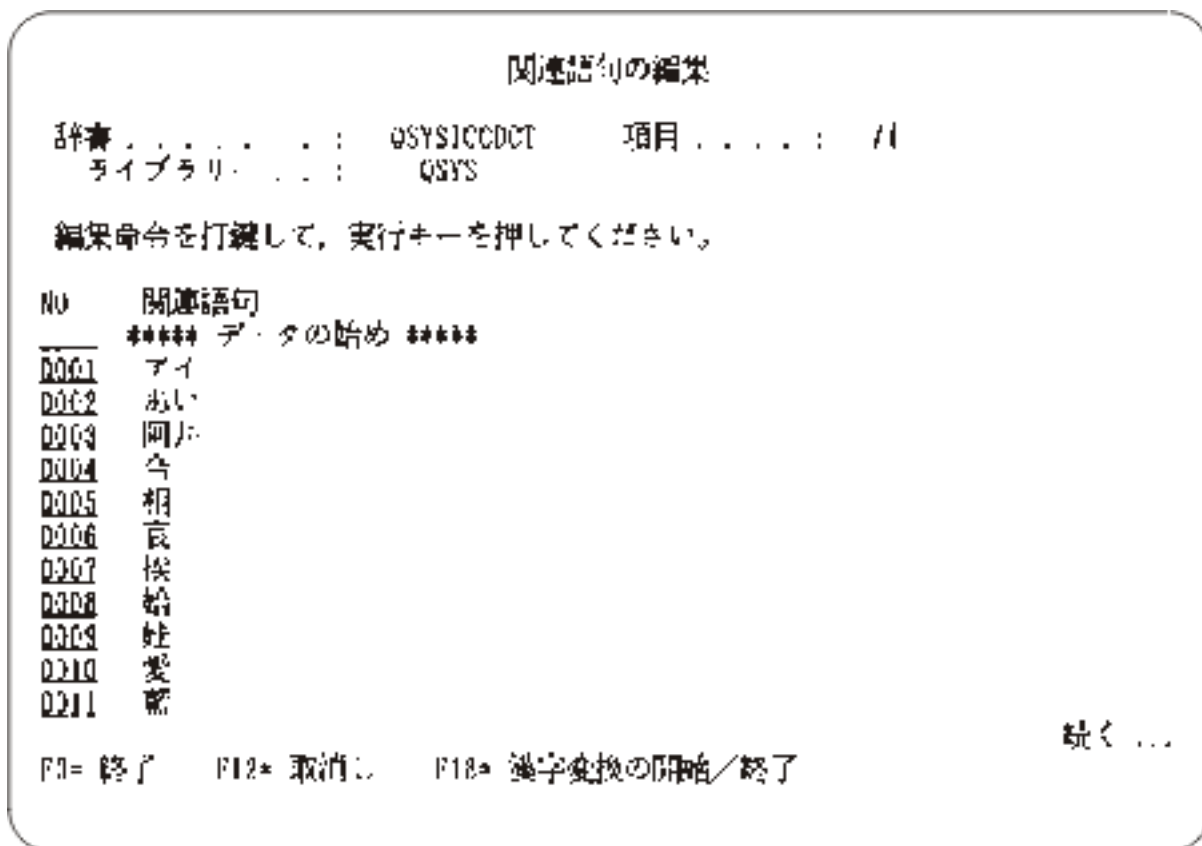 関連語句の編集
辞書 . . . . . . . : QSYSICCDCT 項目 . . . . :
ライブラリー . . . : QSYS
編集命令を打鍵して，実行キーを押してください。
NO 関連語句
***** データの始め *****
0001 アイ
0002 あい
0003 阿井
0004 合
0005 相
0006 哀
0007 挨
0008 姶
0009 娃
0010 愛
0011 藍
続く ...
F3= 終了 F12= 取消し F18= 漢字変換の開始／終了